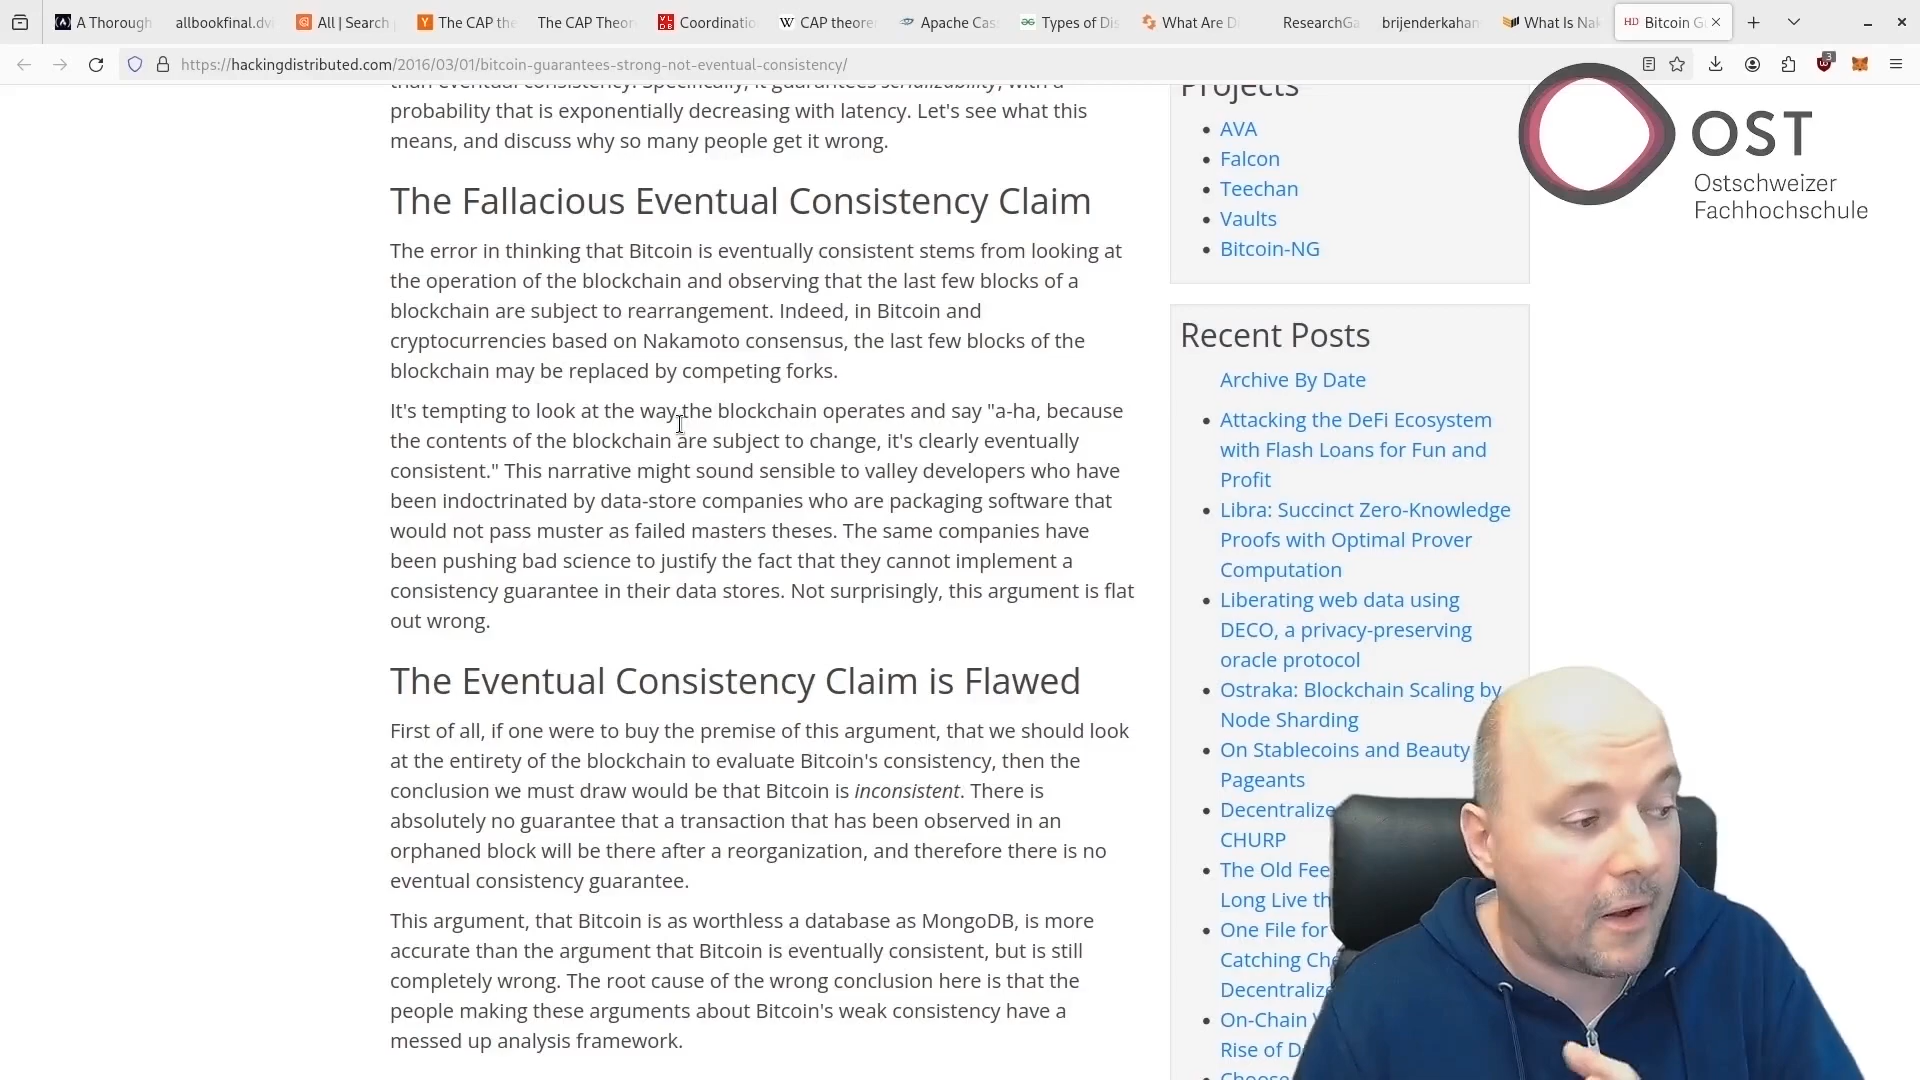 A Thorough
allbookfinal.dvi
All | Search
The CAP the
The CAP Theor
Coordinatio
CAP theorem
Apache Cas
Types of Dis
What Are D
ResearchGa
brijenderkahan
What Is Nak
Bitcoin G
https://hackingdistributed.com/2016/03/01/bitcoin-guarantees-strong-not-eventual-consistency/
3
than eventual consistency. Specifically, it guarantees serializability, with a
probability that is exponentially decreasing with latency. Let's see what this
means, and discuss why so many people get it wrong.
The Fallacious Eventual Consistency Claim
The error in thinking that Bitcoin is eventually consistent stems from looking at
the operation of the blockchain and observing that the last few blocks of a
blockchain are subject to rearrangement. Indeed, in Bitcoin and
cryptocurrencies based on Nakamoto consensus, the last few blocks of the
blockchain may be replaced by competing forks.
It's tempting to look at the way the blockchain operates and say "a-ha, because
the contents of the blockchain are subject to change, it's clearly eventually
consistent." This narrative might sound sensible to valley developers who have
been indoctrinated by data-store companies who are packaging software that
would not pass muster as failed masters theses. The same companies have
been pushing bad science to justify the fact that they cannot implement a
consistency guarantee in their data stores. Not surprisingly, this argument is flat
out wrong.
The Eventual Consistency Claim is Flawed
First of all, if one were to buy the premise of this argument, that we should look
at the entirety of the blockchain to evaluate Bitcoin's consistency, then the
conclusion we must draw would be that Bitcoin is inconsistent. There is
absolutely no guarantee that a transaction that has been observed in an
orphaned block will be there after a reorganization, and therefore there is no
eventual consistency guarantee.
This argument, that Bitcoin is as worthless a database as MongoDB, is more
accurate than the argument that Bitcoin is eventually consistent, but is still
completely wrong. The root cause of the wrong conclusion here is that the
people making these arguments about Bitcoin's weak consistency have a
messed up analysis framework.
Projects
AVA
Falcon
Teechan
Vaults
Bitcoin-NG
Recent Posts
Archive By Date
Attacking the DeFi Ecosystem
with Flash Loans for Fun and
Profit
Libra: Succinct Zero-Knowledge
Proofs with Optimal Prover
Computation
Liberating web data using
DECO, a privacy-preserving
oracle protocol
Ostraka: Blockchain Scaling by
Node Sharding
On Stablecoins and Beauty
Pageants
Decentralize
CHURP
The Old Fee
Long Live th
One File for
Catching Che
Decentralize
On-Chain
Rise of D
Choose
OST
Ostschweizer
Fachhochschule